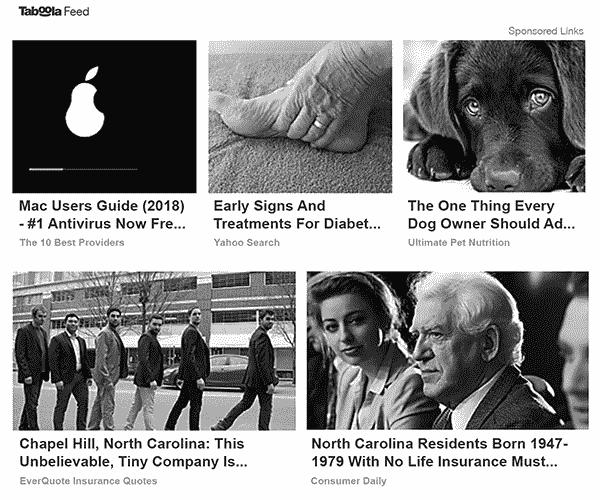 Taboola Feed
Sponsored Links
Mac Users Guide (2018)
- #1 Antivirus Now Fre...
The 10 Best Providers
Early Signs And
Treatments For Diabet...
Yahoo Search
The One Thing Every
Dog Owner Should Ad...
Ultimate Pet Nutrition
Chapel Hill, North Carolina: This
Unbelievable, Tiny Company Is...
EverQuote Insurance Quotes
North Carolina Residents Born 1947-
1979 With No Life Insurance Must...
Consumer Daily